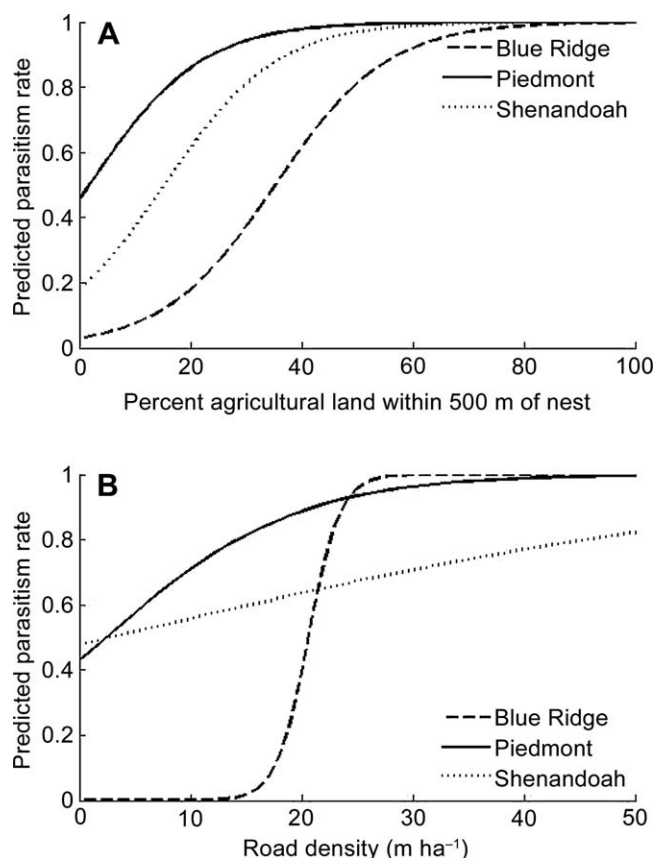 A
Blue Ridge
Piedmont
Shenandoah
Predicted parasitism rate
1
0.8
0.6
0.4
0.2
0
0 20 40 60 80 100
Percent agricultural land within 500 m of nest
B
Predicted parasitism rate
1
0.8
0.6
0.4
0.2
0
Blue Ridge
Piedmont
Shenandoah
0 10 20 30 40 50
Road density (m ha⁻¹)